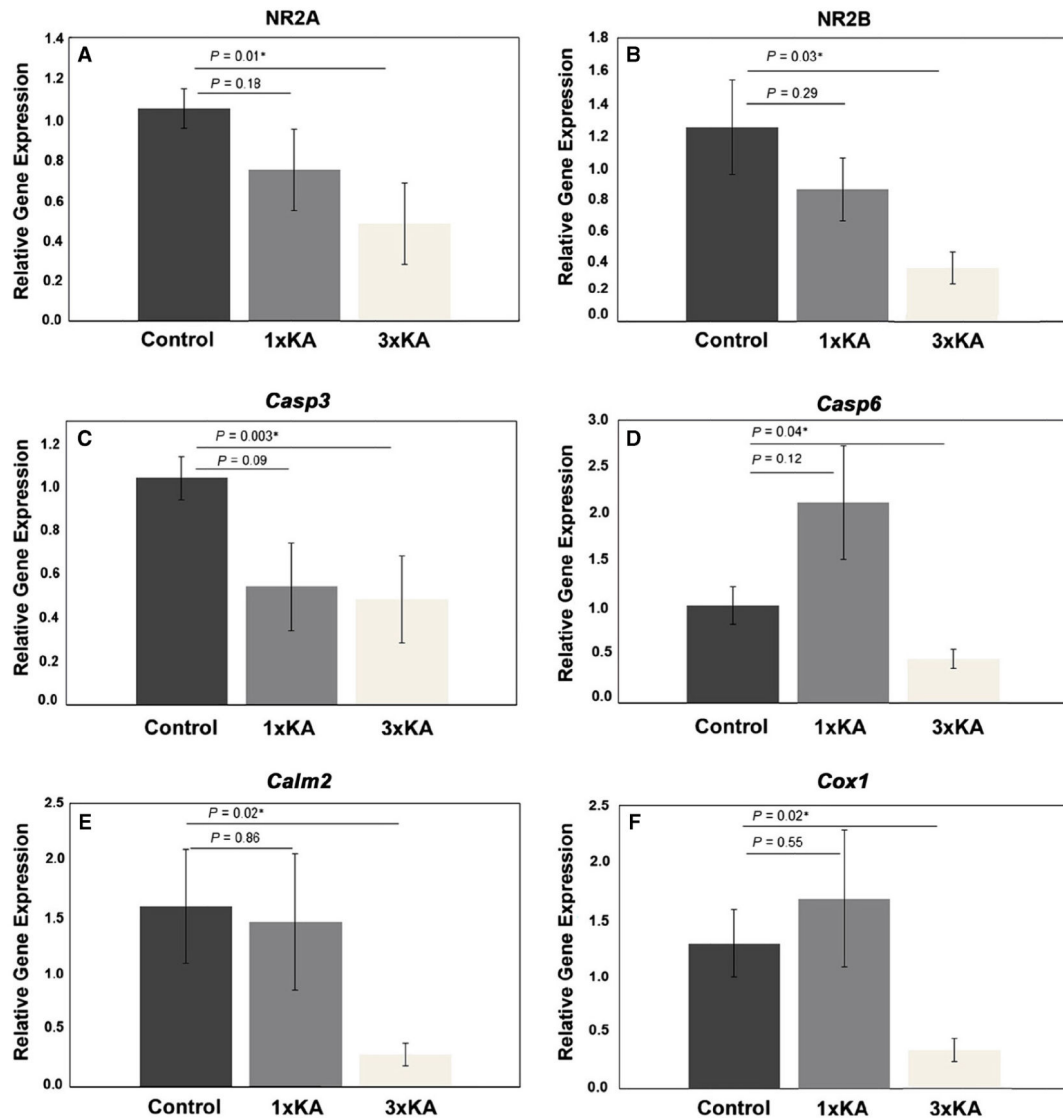 NR2A
A
P = 0.01*
P = 0.18
Relative Gene Expression
1.4
1.2
1.0
0.8
0.6
0.4
0.2
0.0
Control 1xKA 3xKA
NR2B
B
P = 0.03*
P = 0.29
Relative Gene Expression
1.8
1.6
1.4
1.2
1.0
0.8
0.6
0.4
0.2
0.0
Control 1xKA 3xKA
Casp3
C
P = 0.003*
P = 0.09
Relative Gene Expression
1.2
1.0
0.8
0.6
0.4
0.2
0.0
Control 1xKA 3xKA
Casp6
D
P = 0.04*
P = 0.12
Relative Gene Expression
3.0
2.5
2.0
1.5
1.0
0.5
0.0
Control 1xKA 3xKA
Calm2
E
P = 0.02*
P = 0.86
Relative Gene Expression
2.5
2.0
1.5
1.0
0.5
0.0
Control 1xKA 3xKA
Cox1
F
P = 0.02*
P = 0.55
Relative Gene Expression
2.5
2.0
1.5
1.0
0.5
0.0
Control 1xKA 3xKA